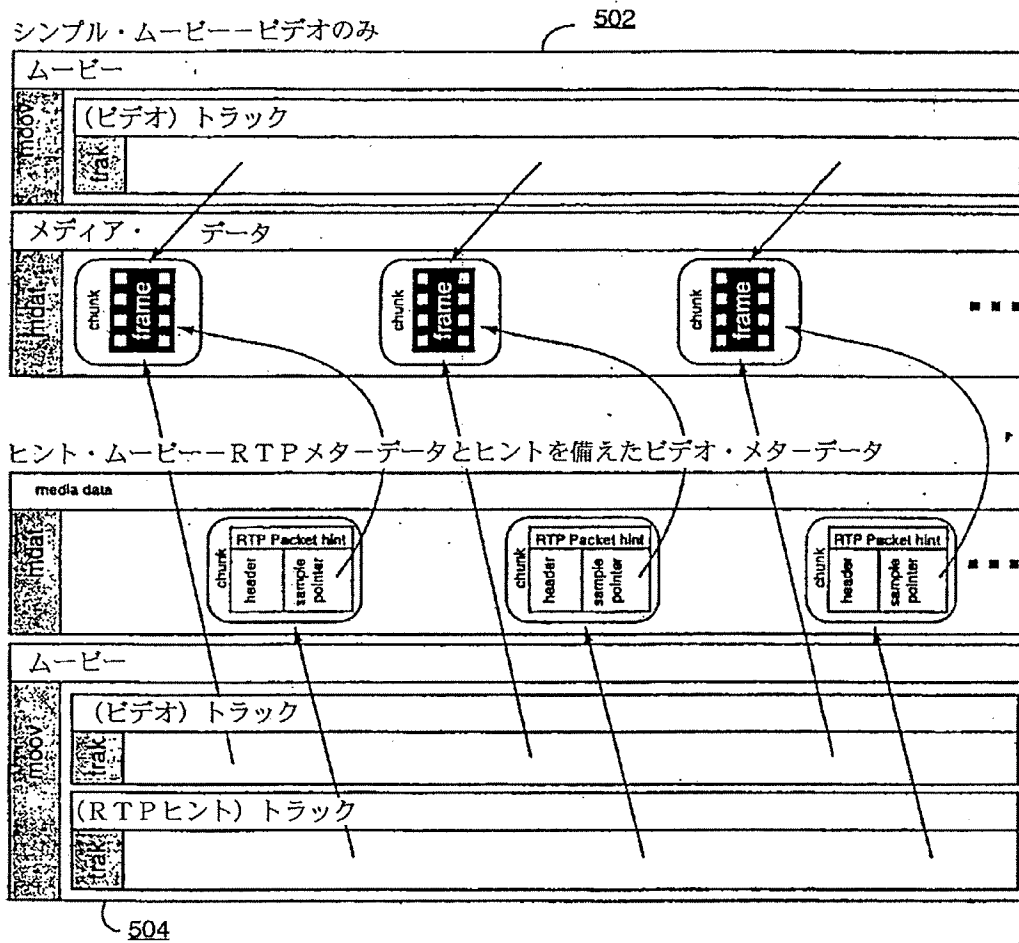 502
シンプル・ムービー－ビデオのみ
ムービー
moov
(ビデオ) トラック
trak
メディア・ データ
mdat
chunk
frame
chunk
frame
chunk
frame
ヒント・ムービー－RTPメターデータとヒントを備えたビデオ・メターデータ
media data
mdat
chunk
RTP Packet hint
header
sample pointer
chunk
RTP Packet hint
header
sample pointer
chunk
RTP Packet hint
header
sample pointer
ムービー
moov
(ビデオ) トラック
trak
(RTPヒント) トラック
trak
504